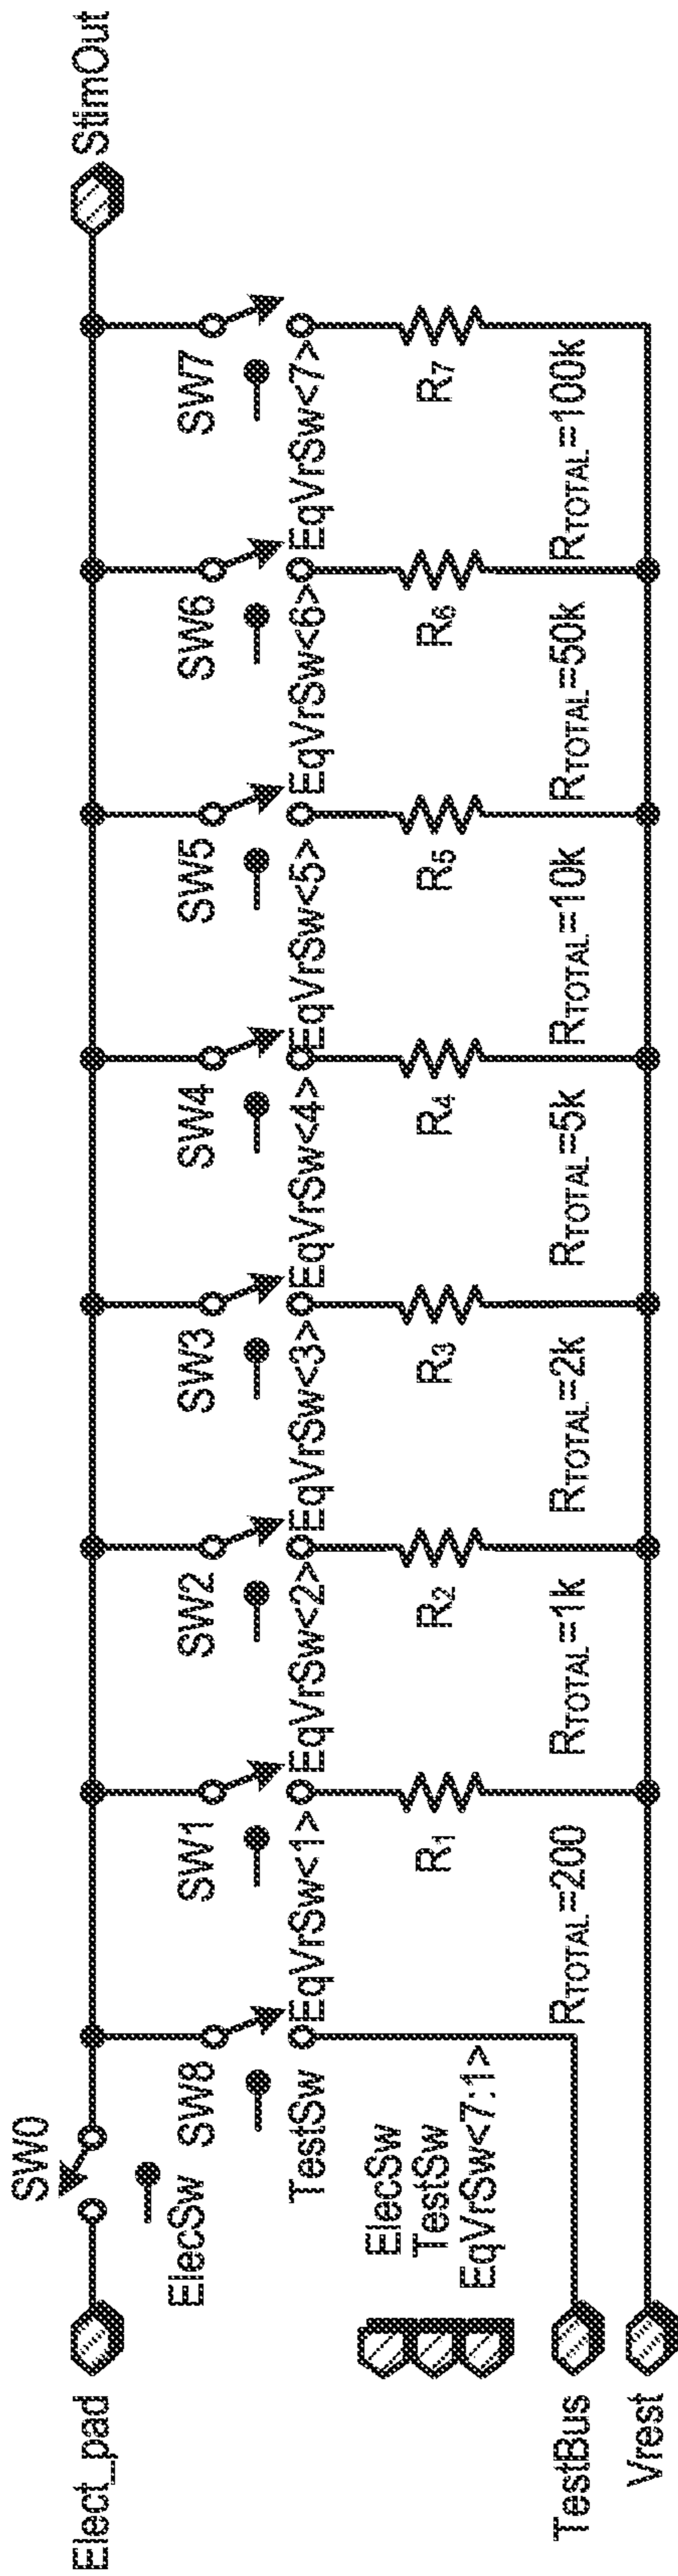 Elect_pad
SW0
ElecSw
StimOut
SW8
SW1
SW2
SW3
SW4
SW5
SW6
SW7
TestSw
EqVrSw<1>
EqVrSw<2>
EqVrSw<3>
EqVrSw<4>
EqVrSw<5>
EqVrSw<6>
EqVrSw<7>
ElecSw
TestSw
EqVrSw<7:1>
R1
R2
R3
R4
R5
R6
R7
TestBus
RTOTAL=200
RTOTAL=1k
RTOTAL=2k
RTOTAL=5k
RTOTAL=10k
RTOTAL=50k
RTOTAL=100k
Vrest